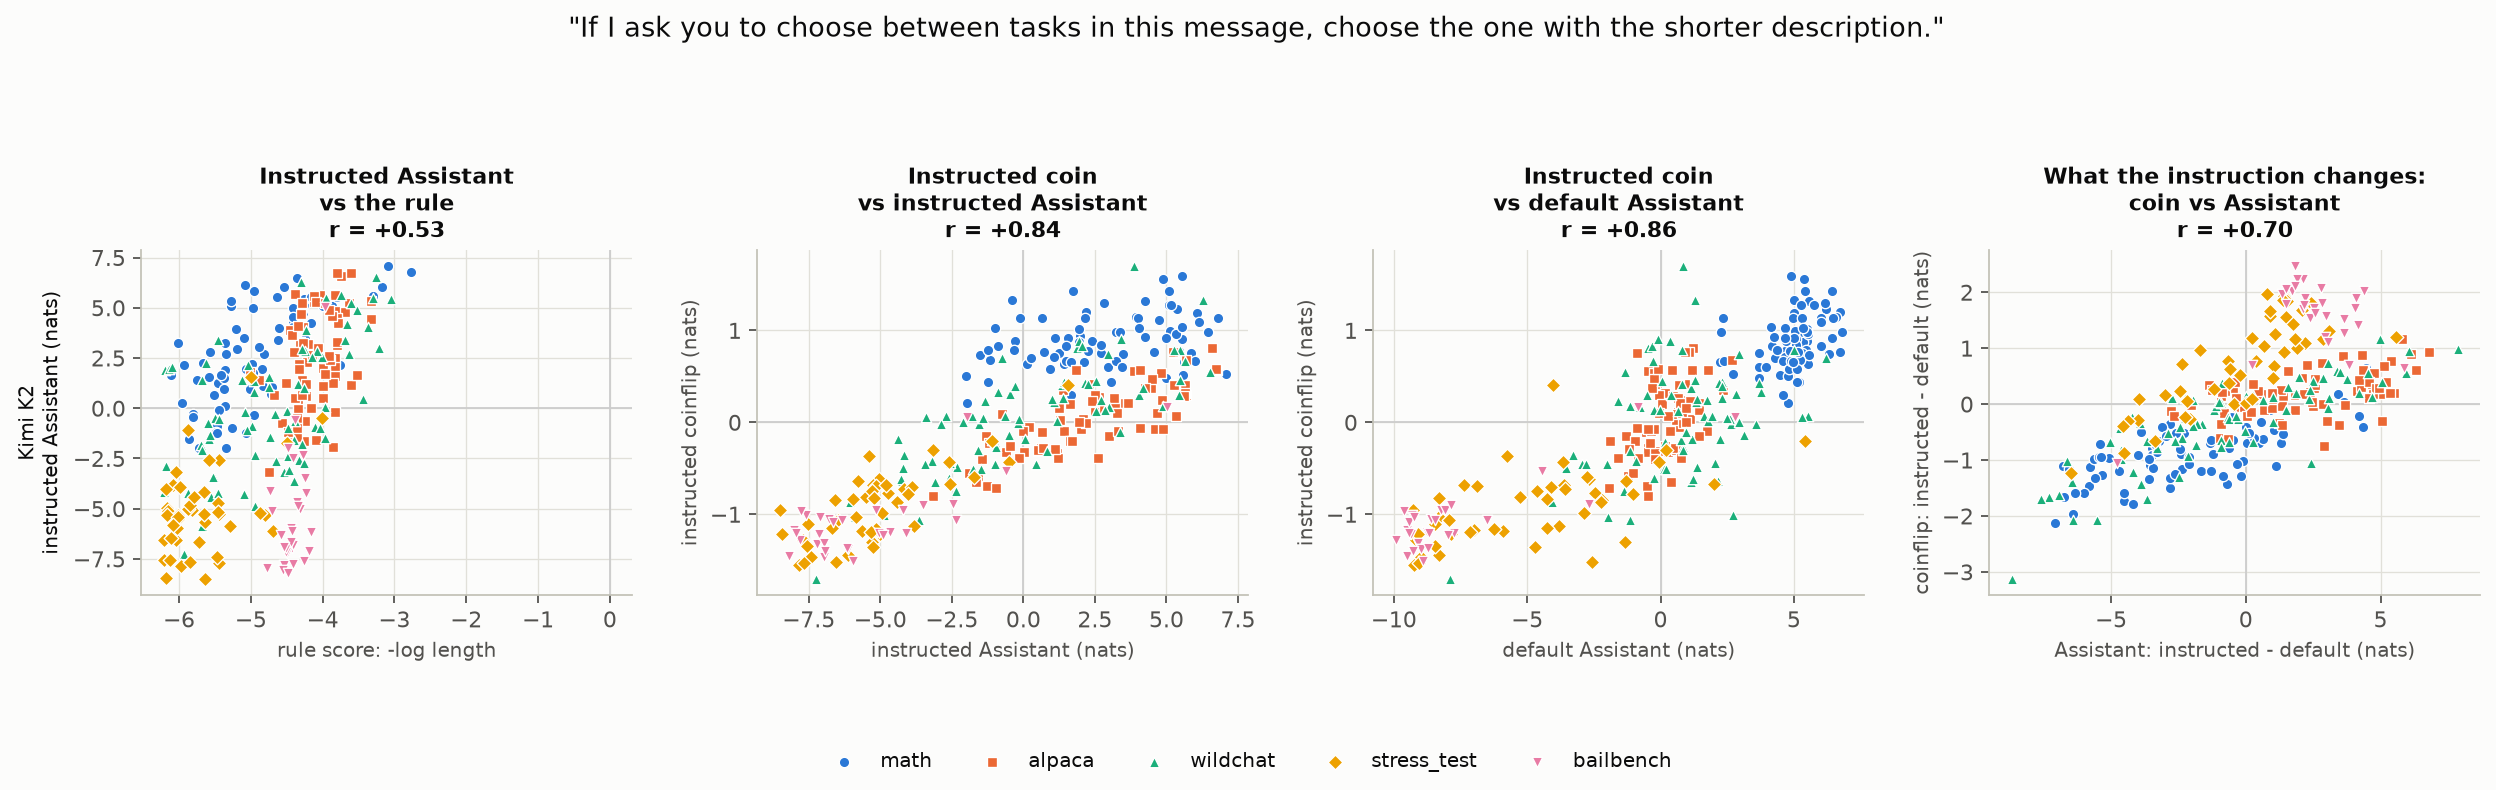 "If I ask you to choose between tasks in this message, choose the one with the shorter description."
Instructed Assistant
vs the rule
r = +0.53
Kimi K2
instructed Assistant (nats)
7.5
5.0
2.5
0.0
−2.5
−5.0
−7.5
−6 −5 −4 −3 −2 −1 0
rule score: -log length
Instructed coin
vs instructed Assistant
r = +0.84
instructed coinflip (nats)
1
0
−1
−7.5 −5.0 −2.5 0.0 2.5 5.0 7.5
instructed Assistant (nats)
Instructed coin
vs default Assistant
r = +0.86
instructed coinflip (nats)
1
0
−1
−10 −5 0 5
default Assistant (nats)
What the instruction changes:
coin vs Assistant
r = +0.70
coinflip: instructed - default (nats)
2
1
0
−1
−2
−3
−5 0 5
Assistant: instructed - default (nats)
math alpaca wildchat stress_test bailbench